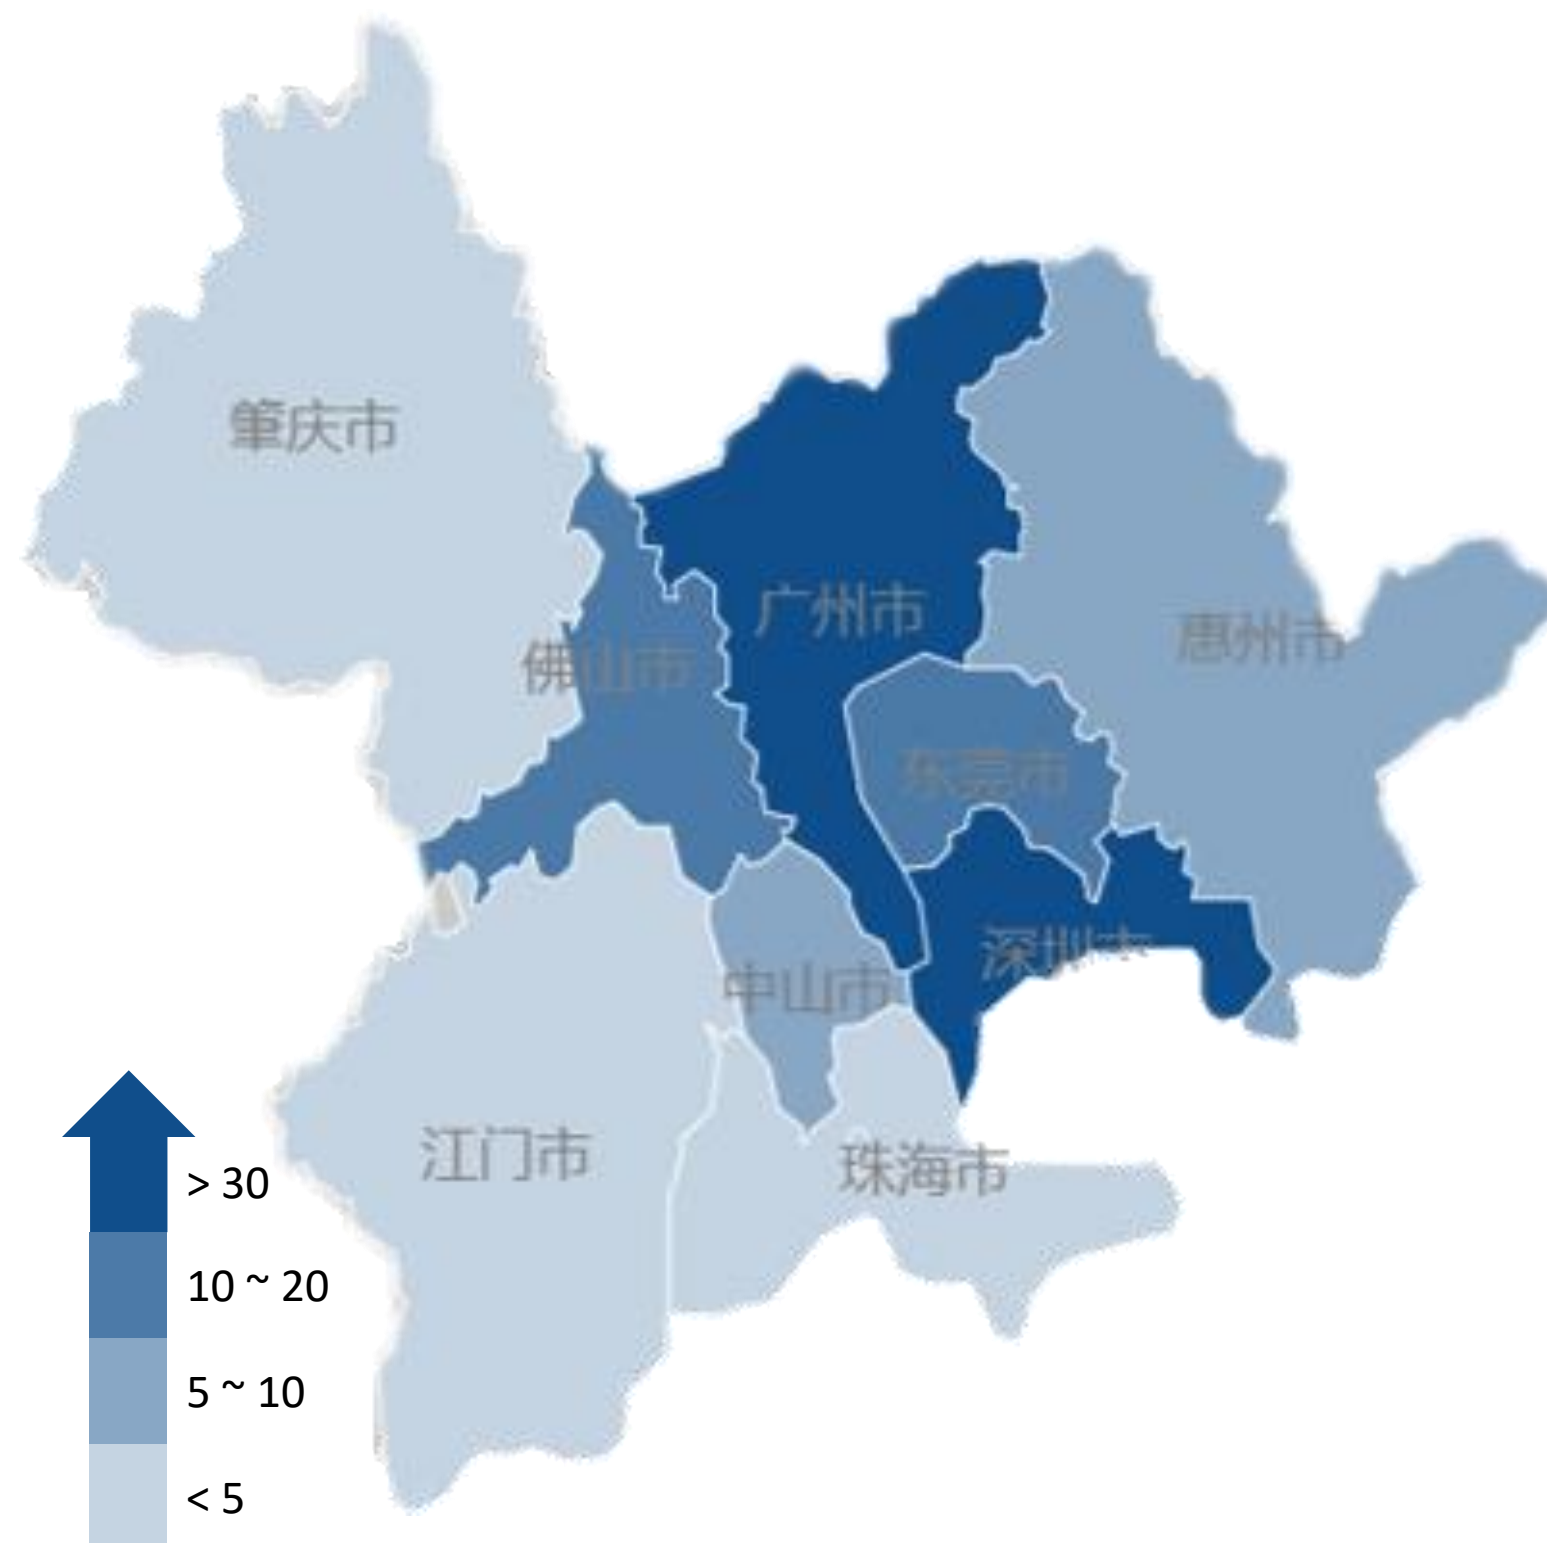 肇庆市
广州市
惠州市
佛山市
东莞市
深圳市
中山市
江门市
珠海市
> 30
10 ~ 20
5 ~ 10
< 5